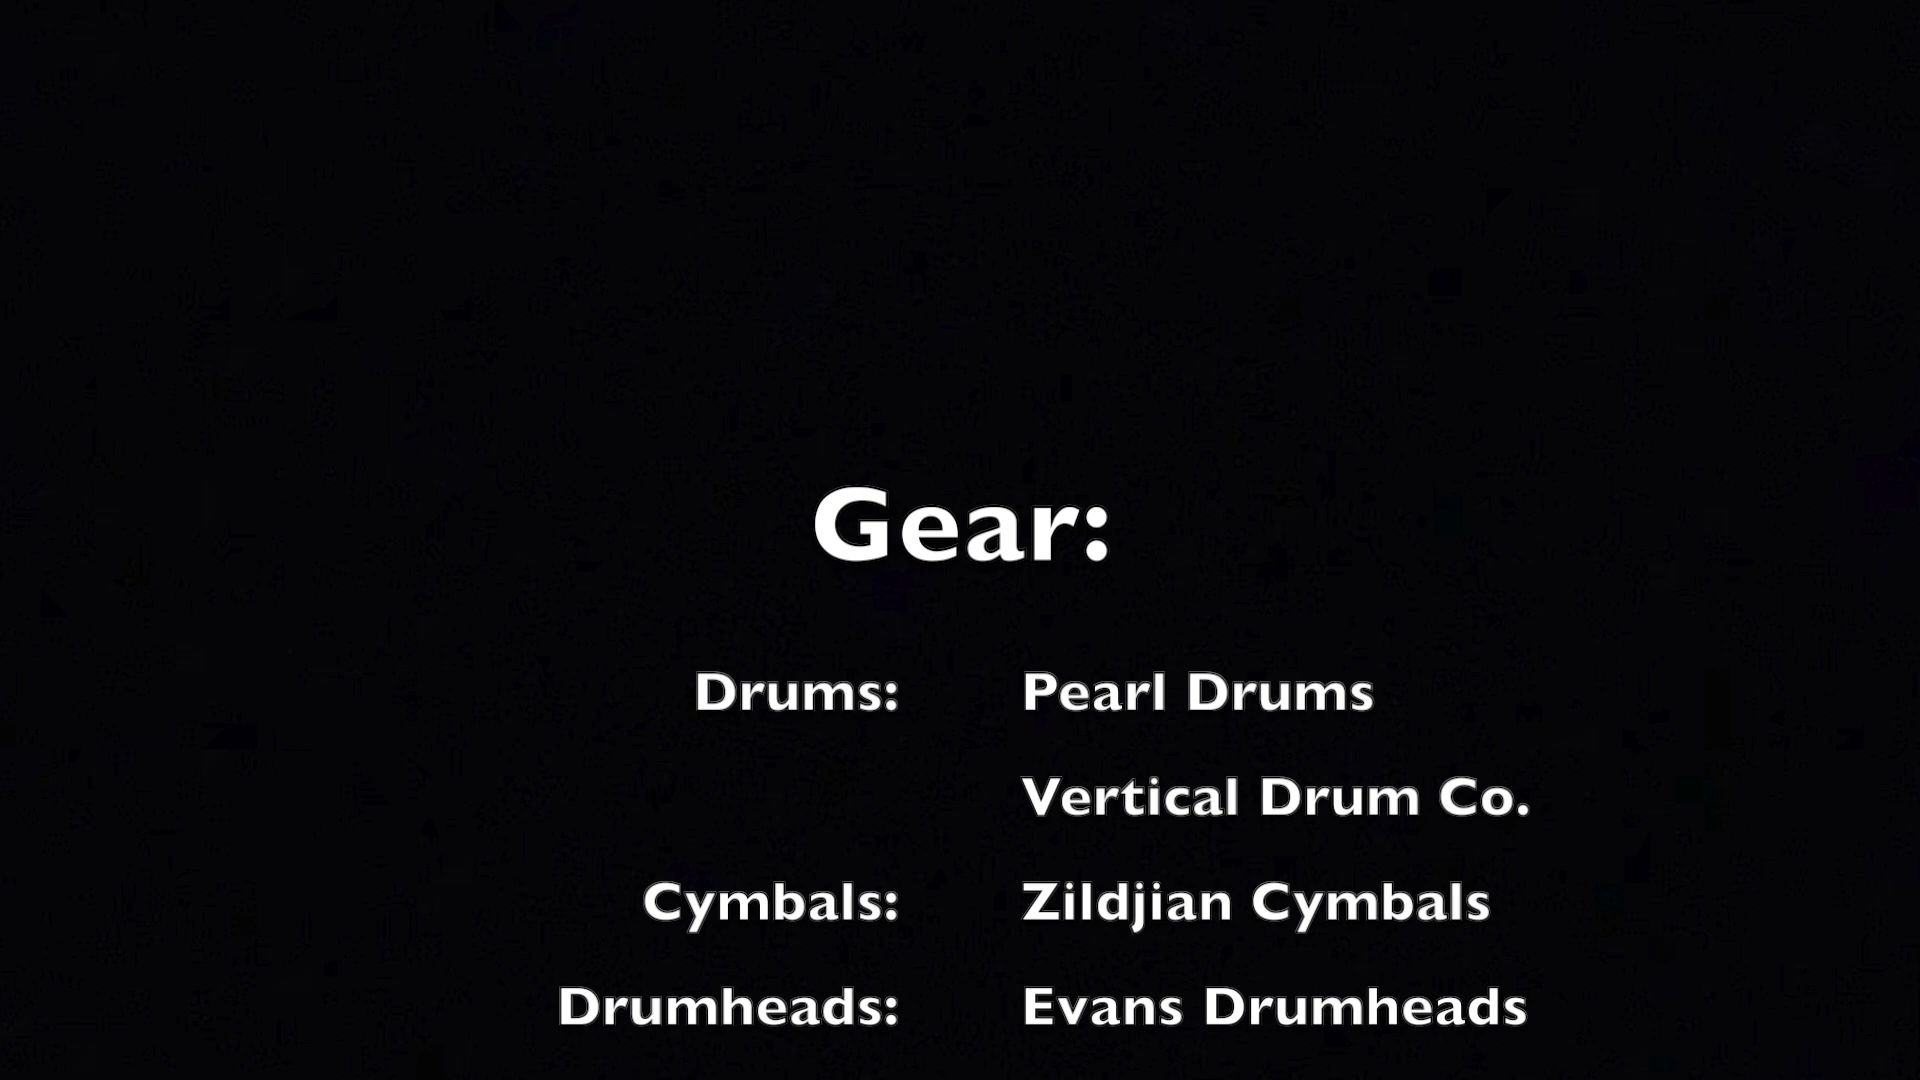 Gear:
Drums: Pearl Drums
Vertical Drum Co.
Cymbals: Zildjian Cymbals
Drumheads: Evans Drumheads